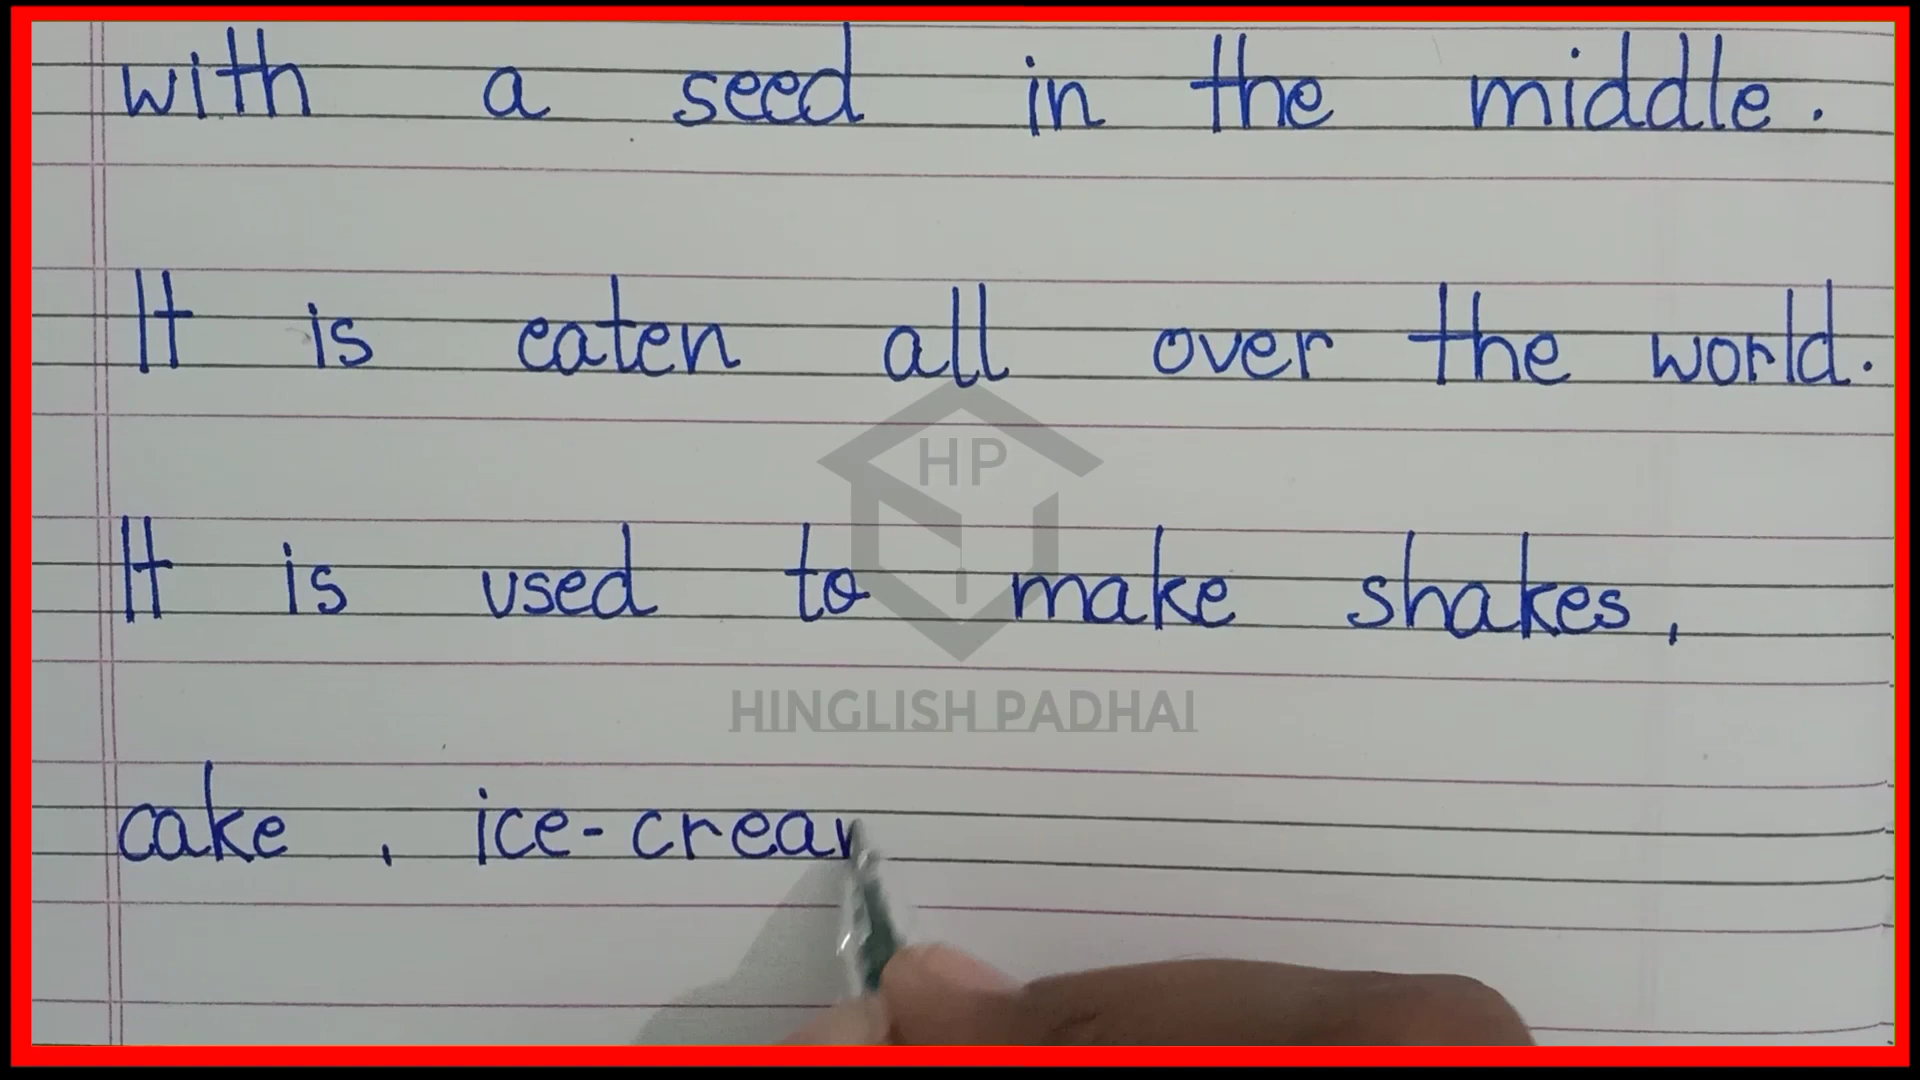 with a seed in the middle.
It is eaten all over the world.
HP
It is used to make shakes,
HINGLISH PADHAI
cake, ice-crea